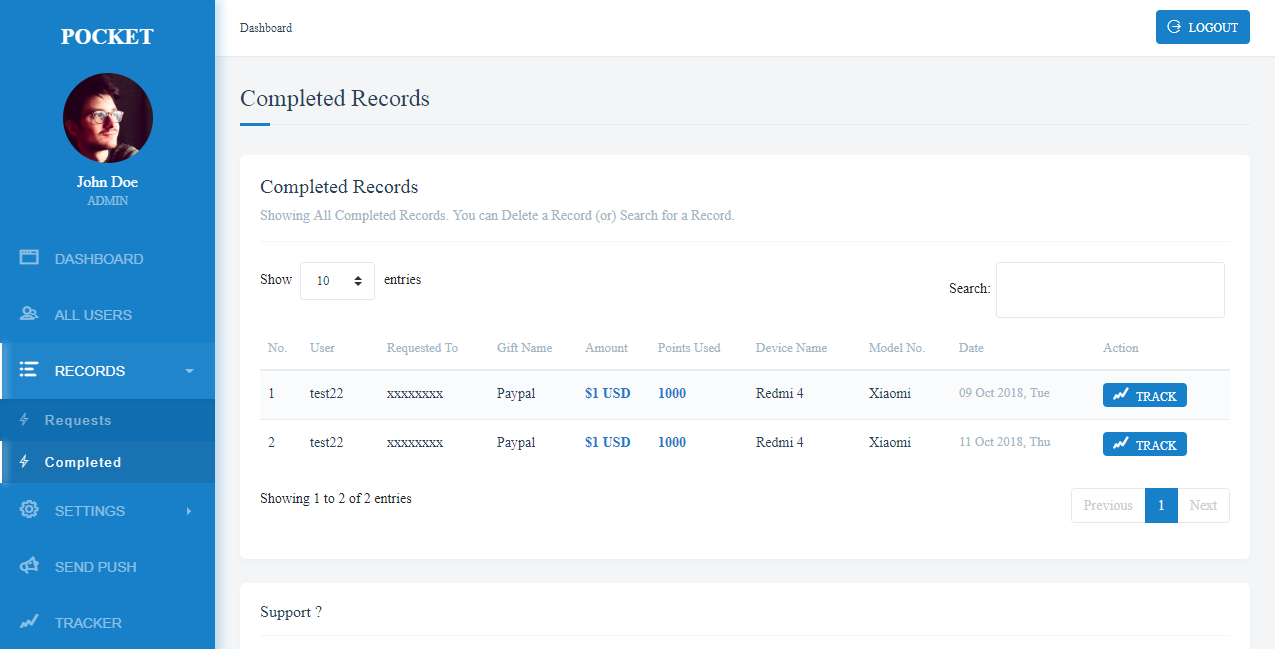 POCKET
John Doe
ADMIN
DASHBOARD
ALL USERS
RECORDS
Requests
Completed
SETTINGS
SEND PUSH
TRACKER
Dashboard
LOGOUT
Completed Records
Completed Records
Showing All Completed Records. You can Delete a Record (or) Search for a Record.
Show 10 entries
Search:
No. User Requested To Gift Name Amount Points Used Device Name Model No. Date Action
1 test22 xxxxxxxx Paypal $1 USD 1000 Redmi 4 Xiaomi 09 Oct 2018, Tue TRACK
2 test22 xxxxxxxx Paypal $1 USD 1000 Redmi 4 Xiaomi 11 Oct 2018, Thu TRACK
Showing 1 to 2 of 2 entries
Previous 1 Next
Support ?